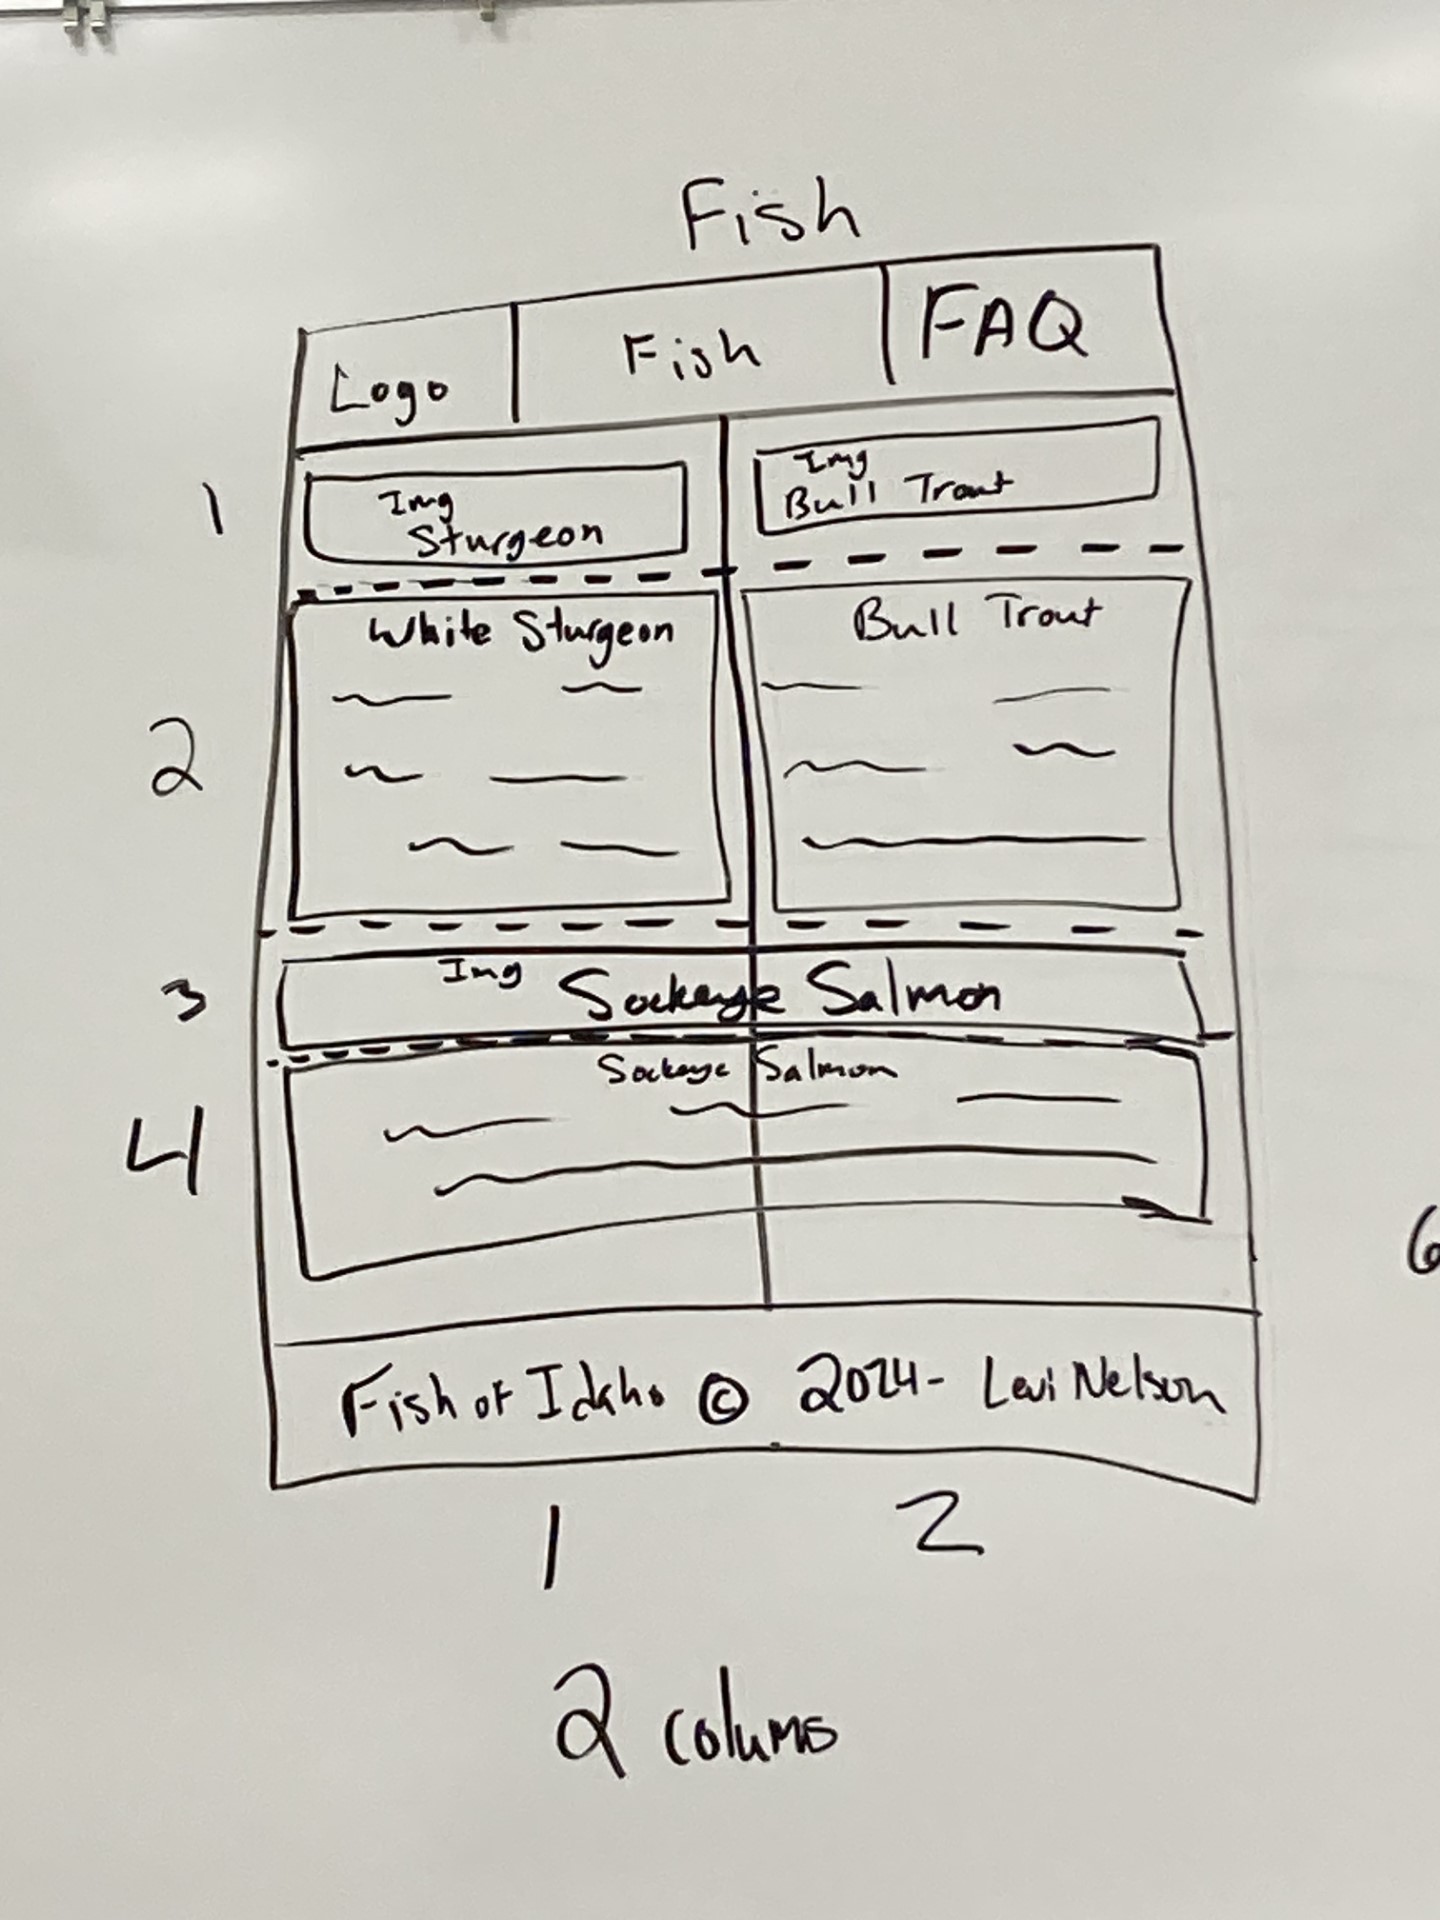 Fish
Logo
Fish
FAQ
1
Img
Sturgeon
Img
Bull Trout
2
White Sturgeon
Bull Trout
3
Img Sockeye Salmon
4
Sockeye Salmon
6
Fish of Idaho © 2024- Levi Nelson
1
2
2 colums